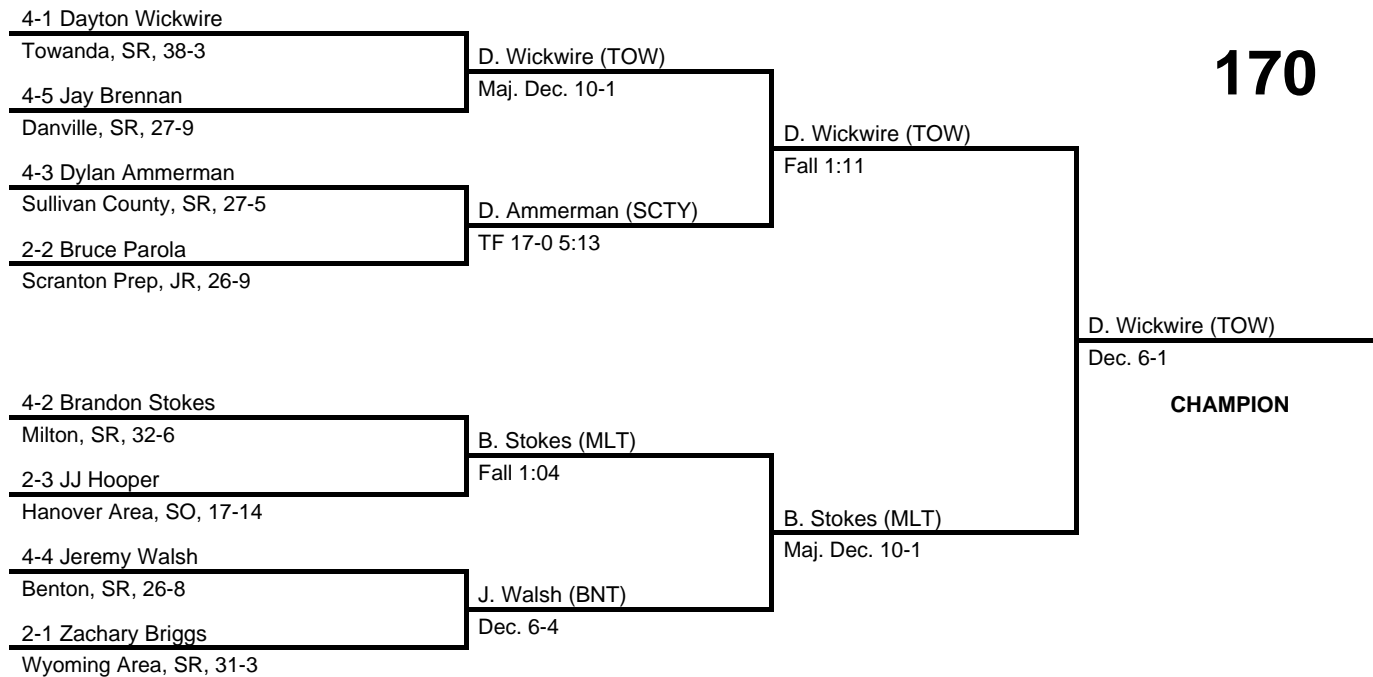 4-1 Dayton Wickwire
Towanda, SR, 38-3
D. Wickwire (TOW)
Maj. Dec. 10-1
170
4-5 Jay Brennan
Danville, SR, 27-9
D. Wickwire (TOW)
Fall 1:11
4-3 Dylan Ammerman
Sullivan County, SR, 27-5
D. Ammerman (SCTY)
TF 17-0 5:13
2-2 Bruce Parola
Scranton Prep, JR, 26-9
D. Wickwire (TOW)
Dec. 6-1
CHAMPION
4-2 Brandon Stokes
Milton, SR, 32-6
B. Stokes (MLT)
Fall 1:04
2-3 JJ Hooper
Hanover Area, SO, 17-14
B. Stokes (MLT)
Maj. Dec. 10-1
4-4 Jeremy Walsh
Benton, SR, 26-8
J. Walsh (BNT)
Dec. 6-4
2-1 Zachary Briggs
Wyoming Area, SR, 31-3